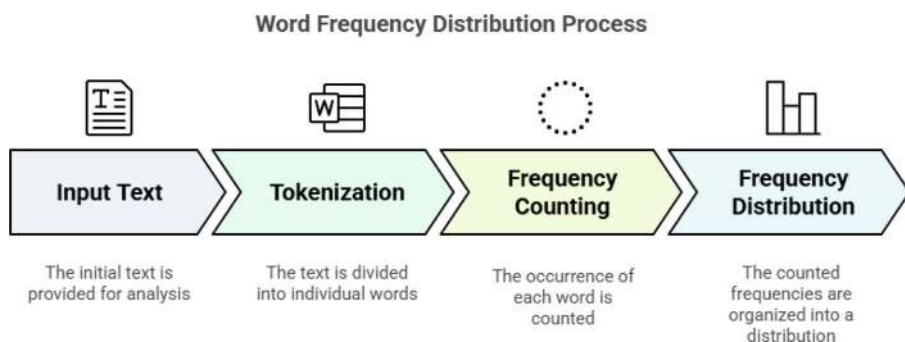 Word Frequency Distribution Process
T
W
Input Text
Tokenization
Frequency
Counting
Frequency
Distribution
The initial text is
provided for analysis
The text is divided
into individual words
The occurrence of
each word is
counted
The counted
frequencies are
organized into a
distribution